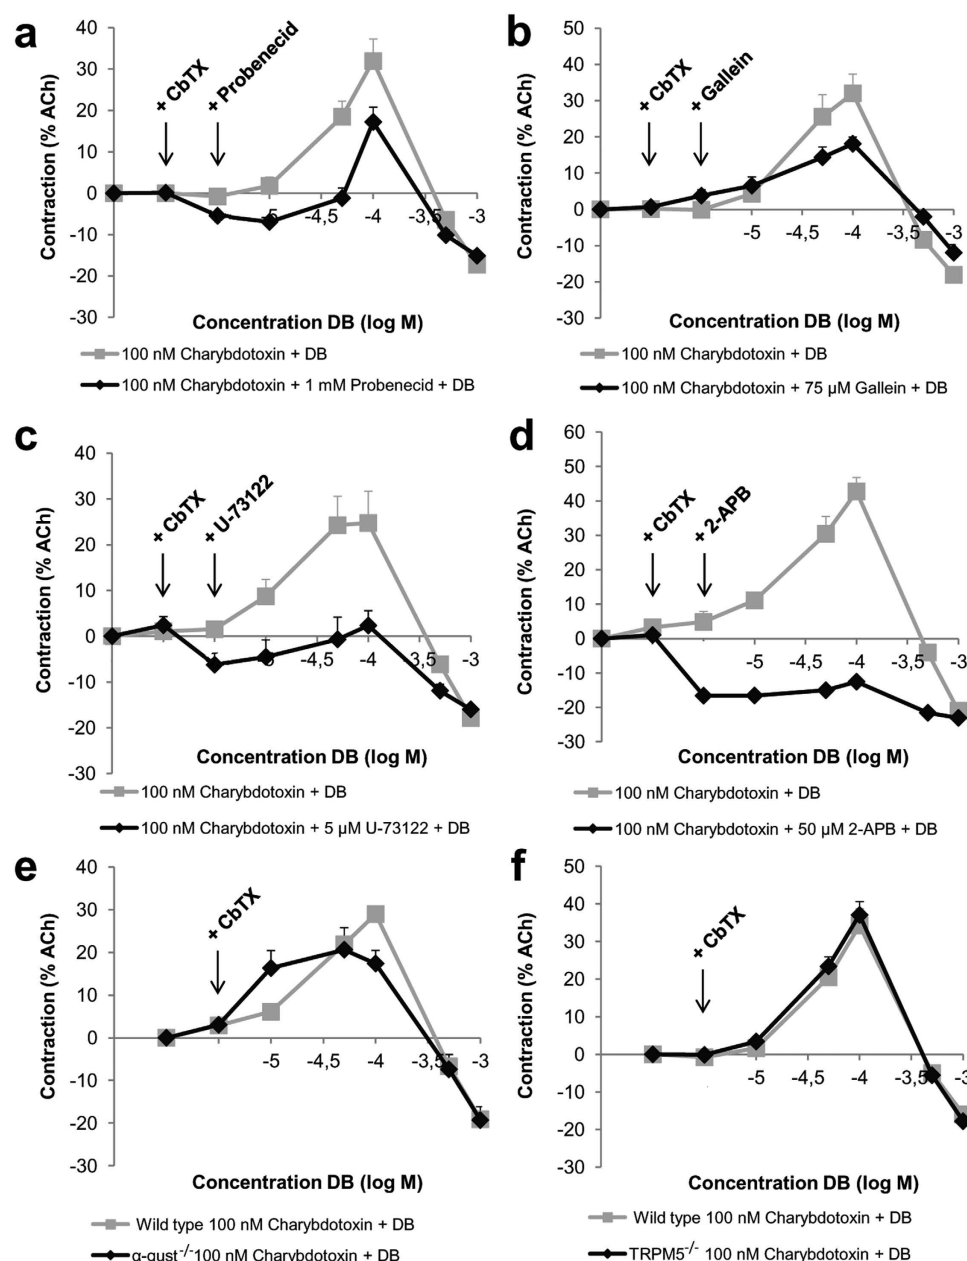 a
Contraction (% ACh)
40
30
20
10
0
-10
-20
-30
+ CbTX
+ Probenecid
-5
-4,5
-4
-3,5
-3
Concentration DB (log M)
100 nM Charybdotoxin + DB
100 nM Charybdotoxin + 1 mM Probenecid + DB
b
Contraction (% ACh)
50
40
30
20
10
0
-10
-20
-30
+ CbTX
+ Gallein
-5
-4,5
-4
-3,5
-3
Concentration DB (log M)
100 nM Charybdotoxin + DB
100 nM Charybdotoxin + 75 µM Gallein + DB
c
Contraction (% ACh)
40
30
20
10
0
-10
-20
-30
+ CbTX
+ U-73122
-5
-4,5
-4
-3,5
-3
Concentration DB (log M)
100 nM Charybdotoxin + DB
100 nM Charybdotoxin + 5 µM U-73122 + DB
d
Contraction (% ACh)
60
50
40
30
20
10
0
-10
-20
-30
+ CbTX
+ 2-APB
-5
-4,5
-4
-3,5
-3
Concentration DB (log M)
100 nM Charybdotoxin + DB
100 nM Charybdotoxin + 50 µM 2-APB + DB
e
Contraction (% ACh)
40
30
20
10
0
-10
-20
-30
+ CbTX
-5
-4,5
-4
-3,5
-3
Concentration DB (log M)
Wild type 100 nM Charybdotoxin + DB
α-gust-/- 100 nM Charybdotoxin + DB
f
Contraction (% ACh)
50
40
30
20
10
0
-10
-20
-30
+ CbTX
-5
-4,5
-4
-3,5
-3
Concentration DB (log M)
Wild type 100 nM Charybdotoxin + DB
TRPM5-/- 100 nM Charybdotoxin + DB